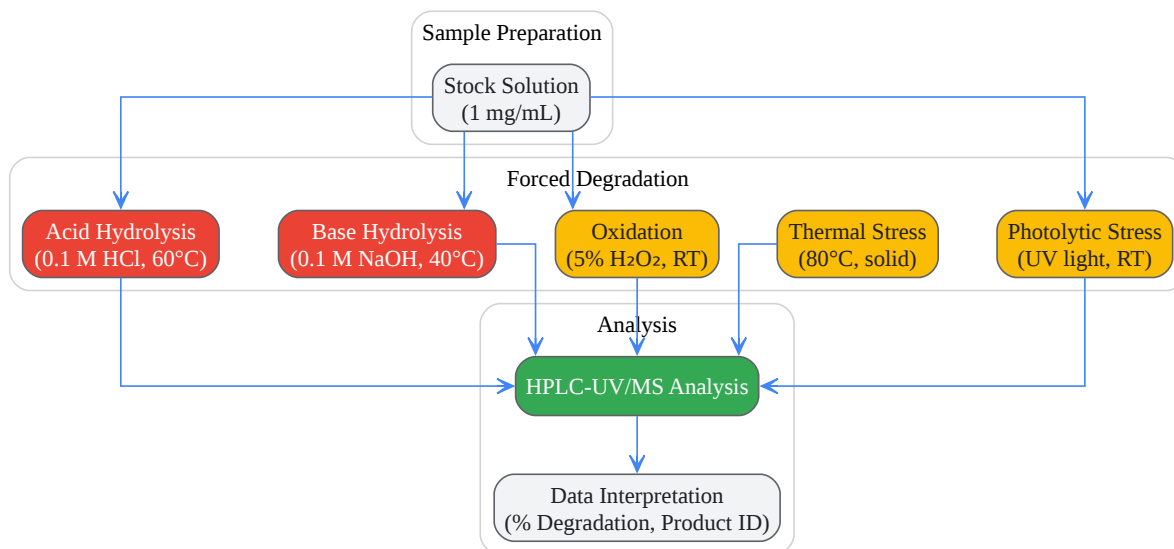 Sample Preparation
Stock Solution
(1 mg/mL)
Forced Degradation
Acid Hydrolysis
(0.1 M HCl, 60°C)
Base Hydrolysis
(0.1 M NaOH, 40°C)
Oxidation
(5% H₂O₂, RT)
Thermal Stress
(80°C, solid)
Photolytic Stress
(UV light, RT)
Analysis
HPLC-UV/MS Analysis
Data Interpretation
(% Degradation, Product ID)